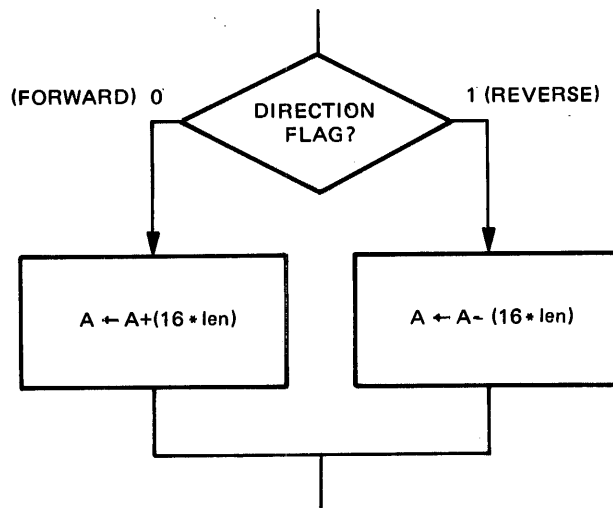 (FORWARD) 0
1 (REVERSE)
DIRECTION
FLAG?
A ← A+(16*len)
A ← A- (16*len)